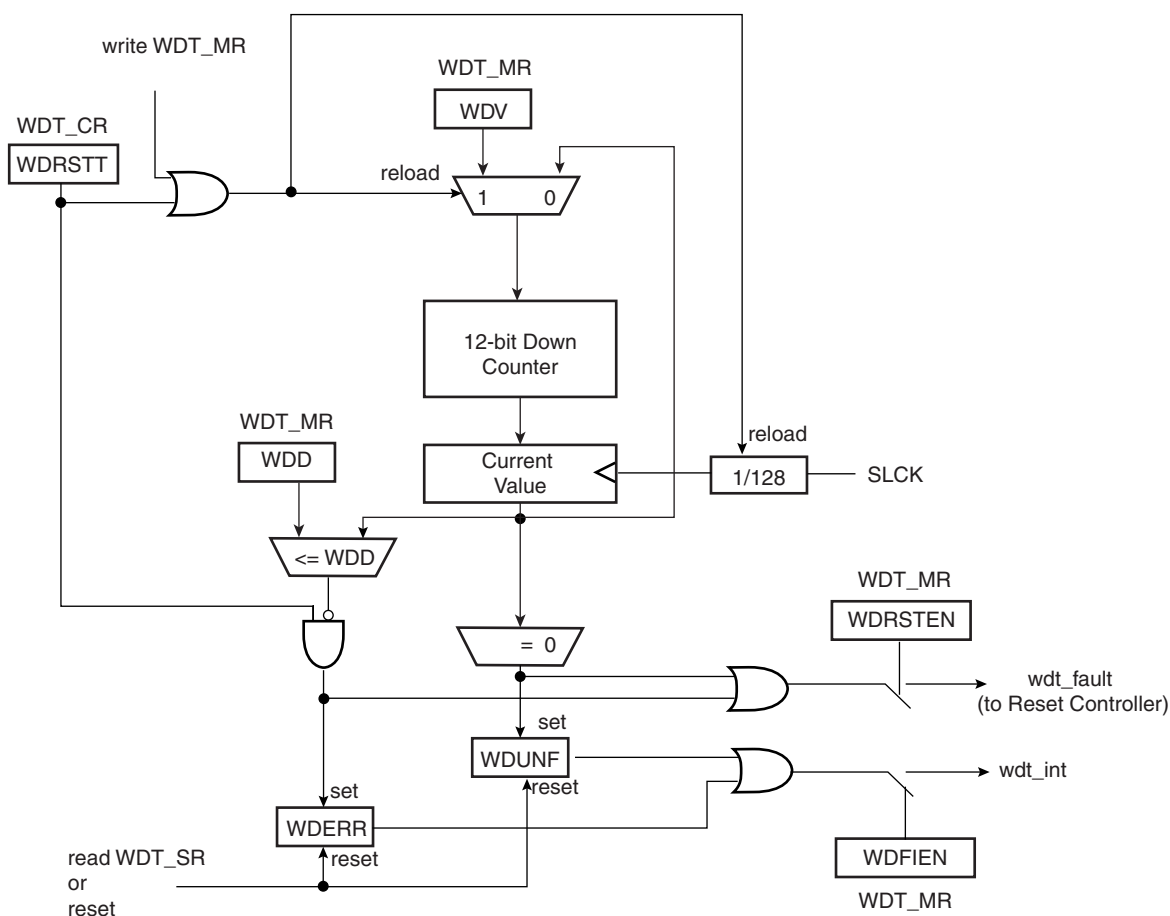 write WDT_MR
WDT_MR
WDV
WDT_CR
WDRSTT
reload
1 0
12-bit Down
Counter
WDT_MR
WDD
reload
Current
Value
1/128
SLCK
<= WDD
WDT_MR
WDRSTEN
= 0
wdt_fault
(to Reset Controller)
set
WDUNF
reset
wdt_int
set
WDERR
reset
read WDT_SR
or
reset
WDFIEN
WDT_MR